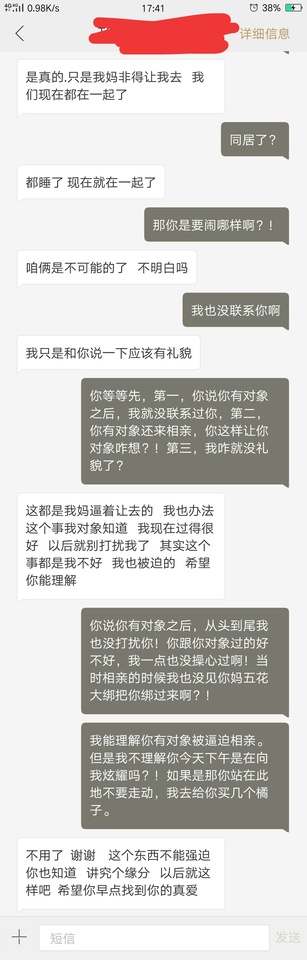 0.98K/s
17:41
38%
详细信息
是真的.只是我妈非得让我去 我
们现在都在一起了
同居了?
都睡了 现在就在一起了
那你是要闹哪样啊?!
咱俩是不可能的了 不明白吗
我也没联系你啊
我只是和你说一下应该有礼貌
你等等先,第一,你说你有对象
之后,我就没联系过你,第二,
你有对象还来相亲,你这样让你
对象咋想?!第三,我咋就没礼
貌了?
这都是我妈逼着让去的 我也办法
这个事我对象知道 我现在过得很
好 以后就别打扰我了 其实这个
事都是我不好 我也被迫的 希望
你能理解
你说你有对象之后,从头到尾我
也没打扰你!你跟你对象过的好
不好,我一点也没操心过啊!当
时相亲的时候我也没见你妈五花
大绑把你绑过来啊?!
我能理解你有对象被逼迫相亲。
但是我不理解你今天下午是在向
我炫耀吗?!如果是那你站在此
地不要走动,我去给你买几个橘
子。
不用了 谢谢 这个东西不能强迫
你也知道 讲究个缘分 以后就这
样吧 希望你早点找到你的真爱
短信
发送